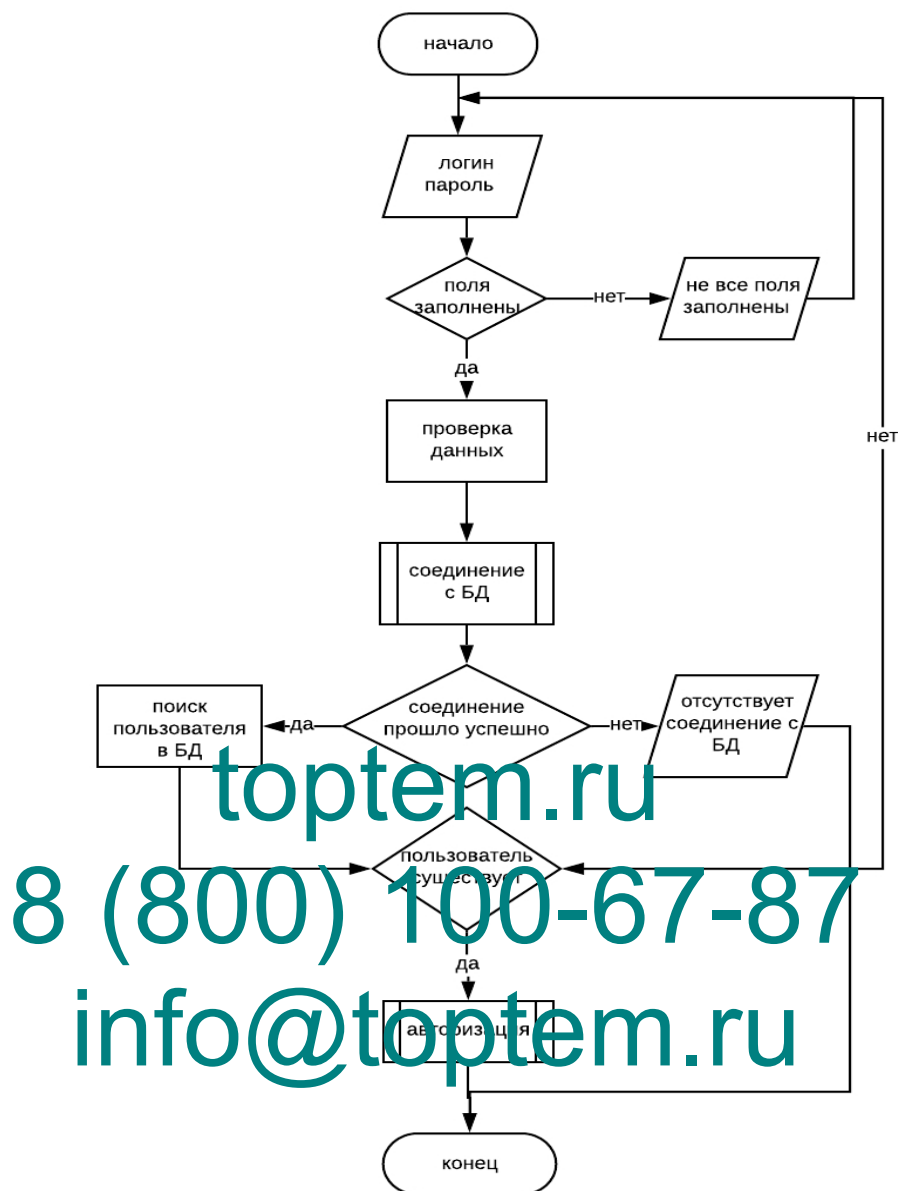 начало
логин
пароль
поля
заполнены
нет
не все поля
заполнены
да
проверка
данных
нет
соединение
с БД
поиск
пользователя
в БД
да
соединение
прошло успешно
нет
отсутствует
соединение с
БД
toptem.ru
пользователь
существует
8 (800) 100-67-87
да
авторизация
info@toptem.ru
конец